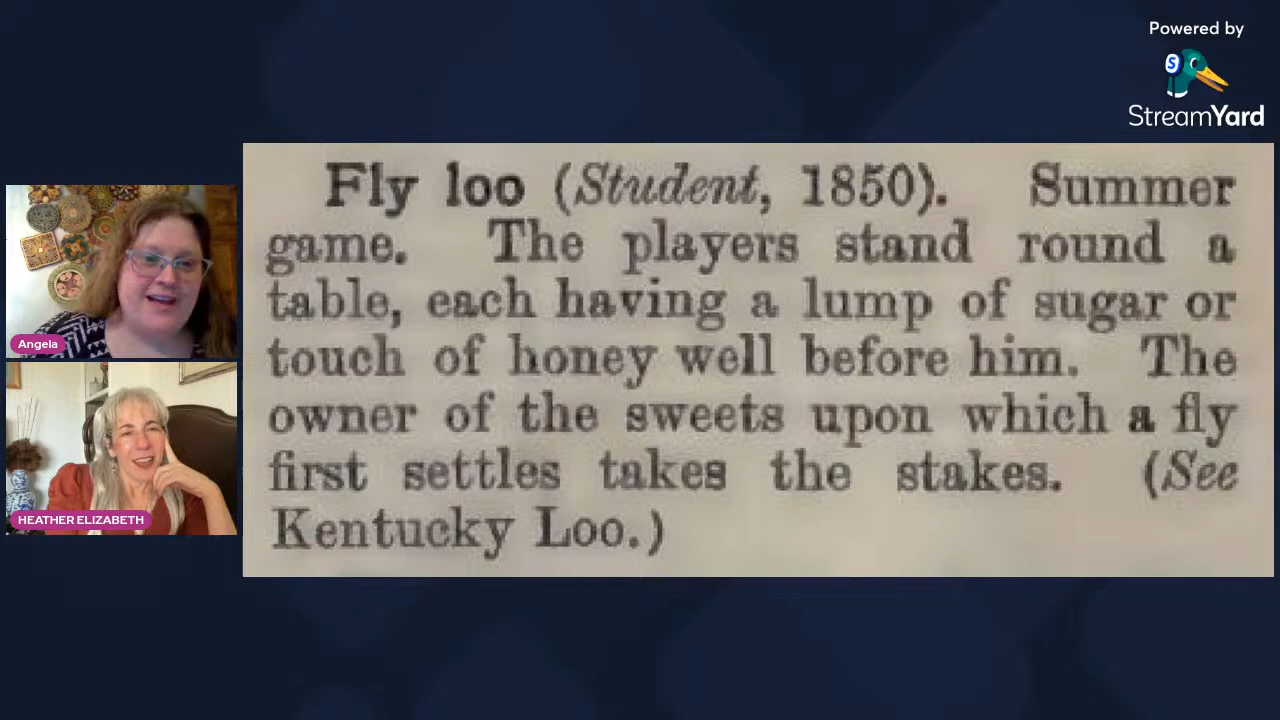 Powered by
S
StreamYard
Fly loo (Student, 1850). Summer
game. The players stand round a
table, each having a lump of sugar or
touch of honey well before him. The
owner of the sweets upon which a fly
first settles takes the stakes. (See
Kentucky Loo.)
Angela
HEATHER ELIZABETH